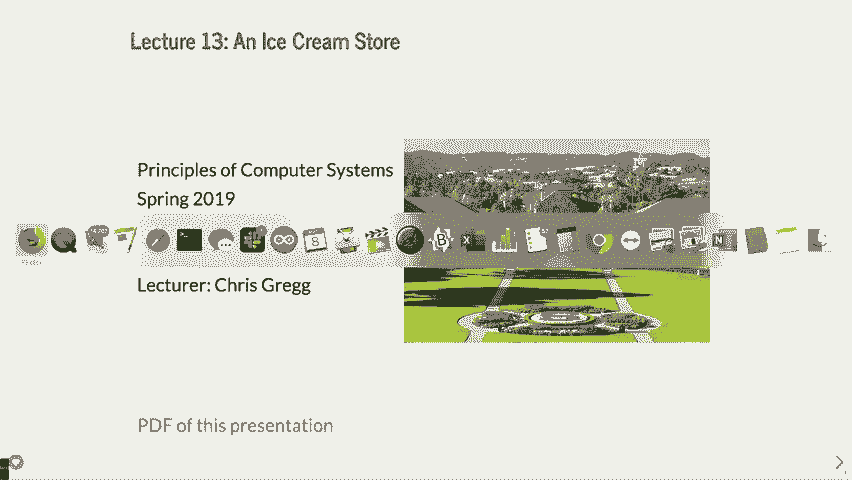 Lecture 13: An Ice Cream Store
Principles of Computer Systems
Spring 2019
Lecturer: Chris Gregg
PDF of this presentation